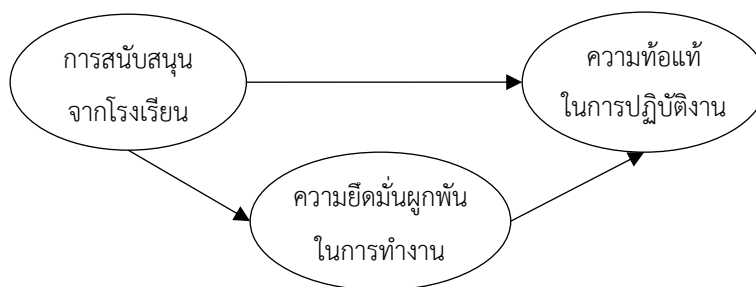 การสนับสนุน
จากโรงเรียน
ความท้อแท้
ในการปฏิบัติงาน
ความยึดมั่นผูกพัน
ในการทำงาน